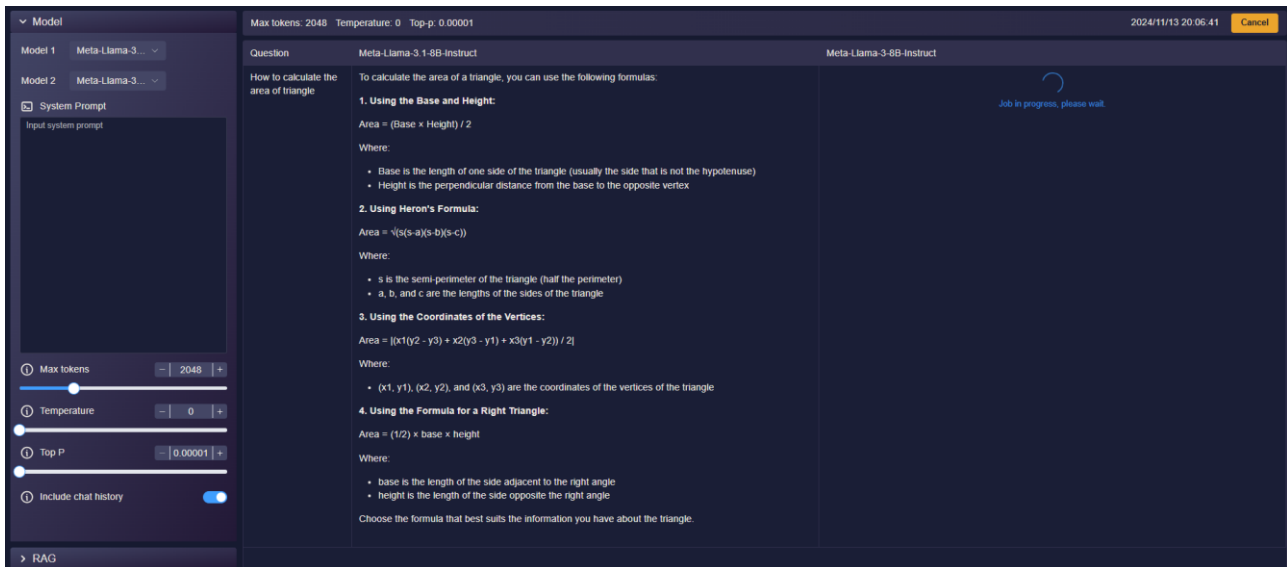 Model
Model 1 Meta-Llama-3...
Model 2 Meta-Llama-3...
System Prompt
Input system prompt
Max tokens - 2048 +
Temperature - 0 +
Top P - 0.00001 +
Include chat history
RAG
Max tokens: 2048 Temperature: 0 Top-p: 0.00001 2024/11/13 20:06:41 Cancel
Question Meta-Llama-3.1-8B-Instruct Meta-Llama-3-8B-Instruct
How to calculate the
area of triangle
To calculate the area of a triangle, you can use the following formulas:
1. Using the Base and Height:
Area = (Base × Height) / 2
Where:
• Base is the length of one side of the triangle (usually the side that is not the hypotenuse)
• Height is the perpendicular distance from the base to the opposite vertex
2. Using Heron's Formula:
Area = √(s(s-a)(s-b)(s-c))
Where:
• s is the semi-perimeter of the triangle (half the perimeter)
• a, b, and c are the lengths of the sides of the triangle
3. Using the Coordinates of the Vertices:
Area = |(x1(y2 - y3) + x2(y3 - y1) + x3(y1 - y2)) / 2|
Where:
• (x1, y1), (x2, y2), and (x3, y3) are the coordinates of the vertices of the triangle
4. Using the Formula for a Right Triangle:
Area = (1/2) × base × height
Where:
• base is the length of the side adjacent to the right angle
• height is the length of the side opposite the right angle
Choose the formula that best suits the information you have about the triangle.
Job in progress, please wait.